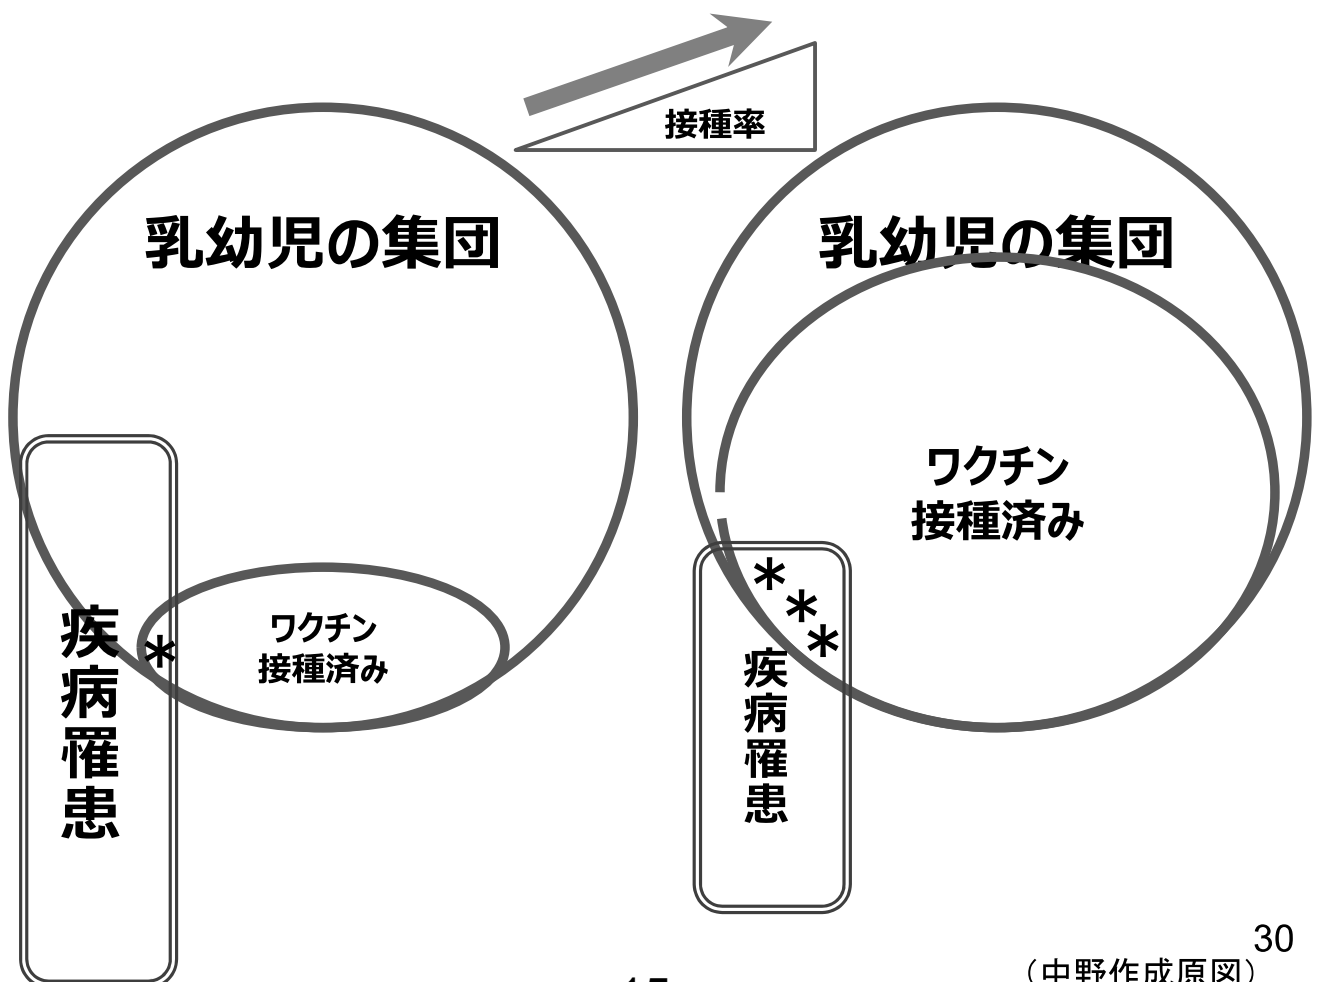 接種率
乳幼児の集団
乳幼児の集団
ワクチン
接種済み
*
*
*
ワクチン
接種済み
*
疾病罹患
疾病罹患
30
(中野作成原図)